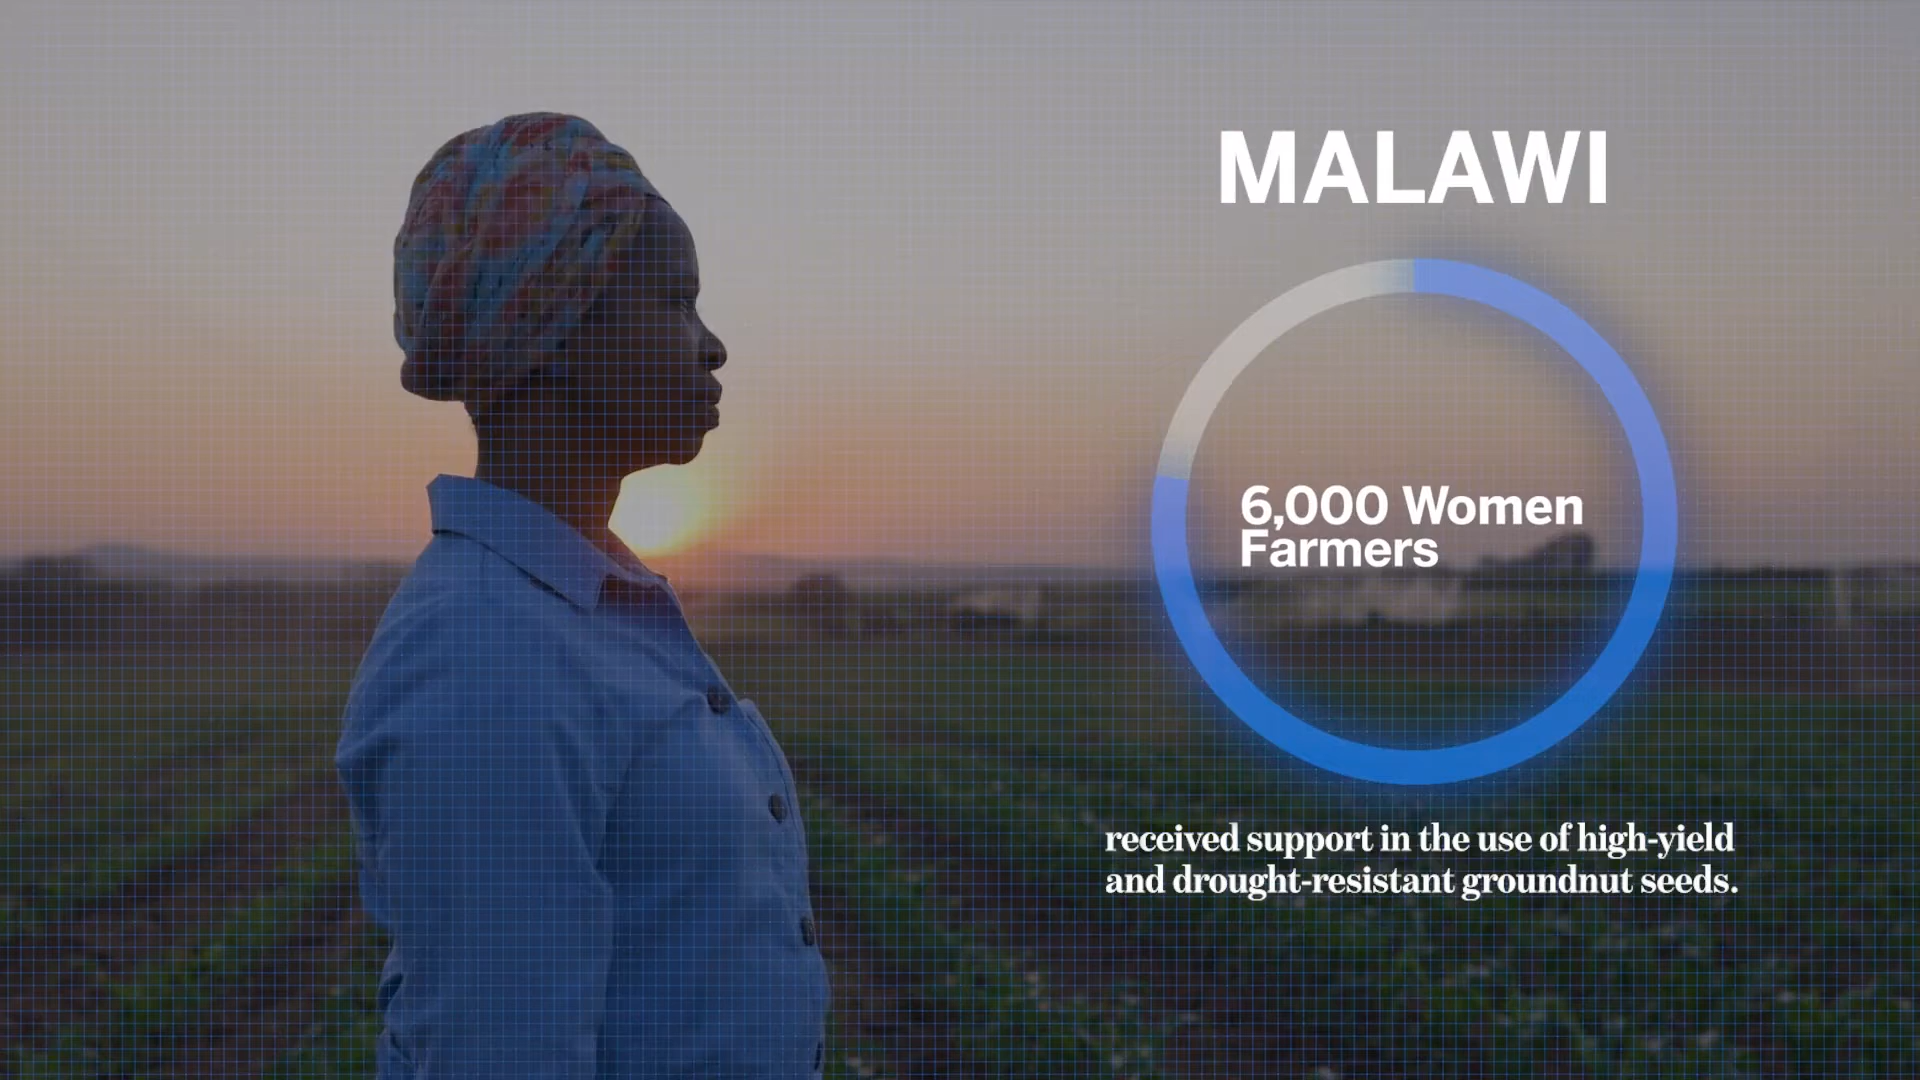 MALAWI
6,000 Women
Farmers
received support in the use of high-yield
and drought-resistant groundnut seeds.